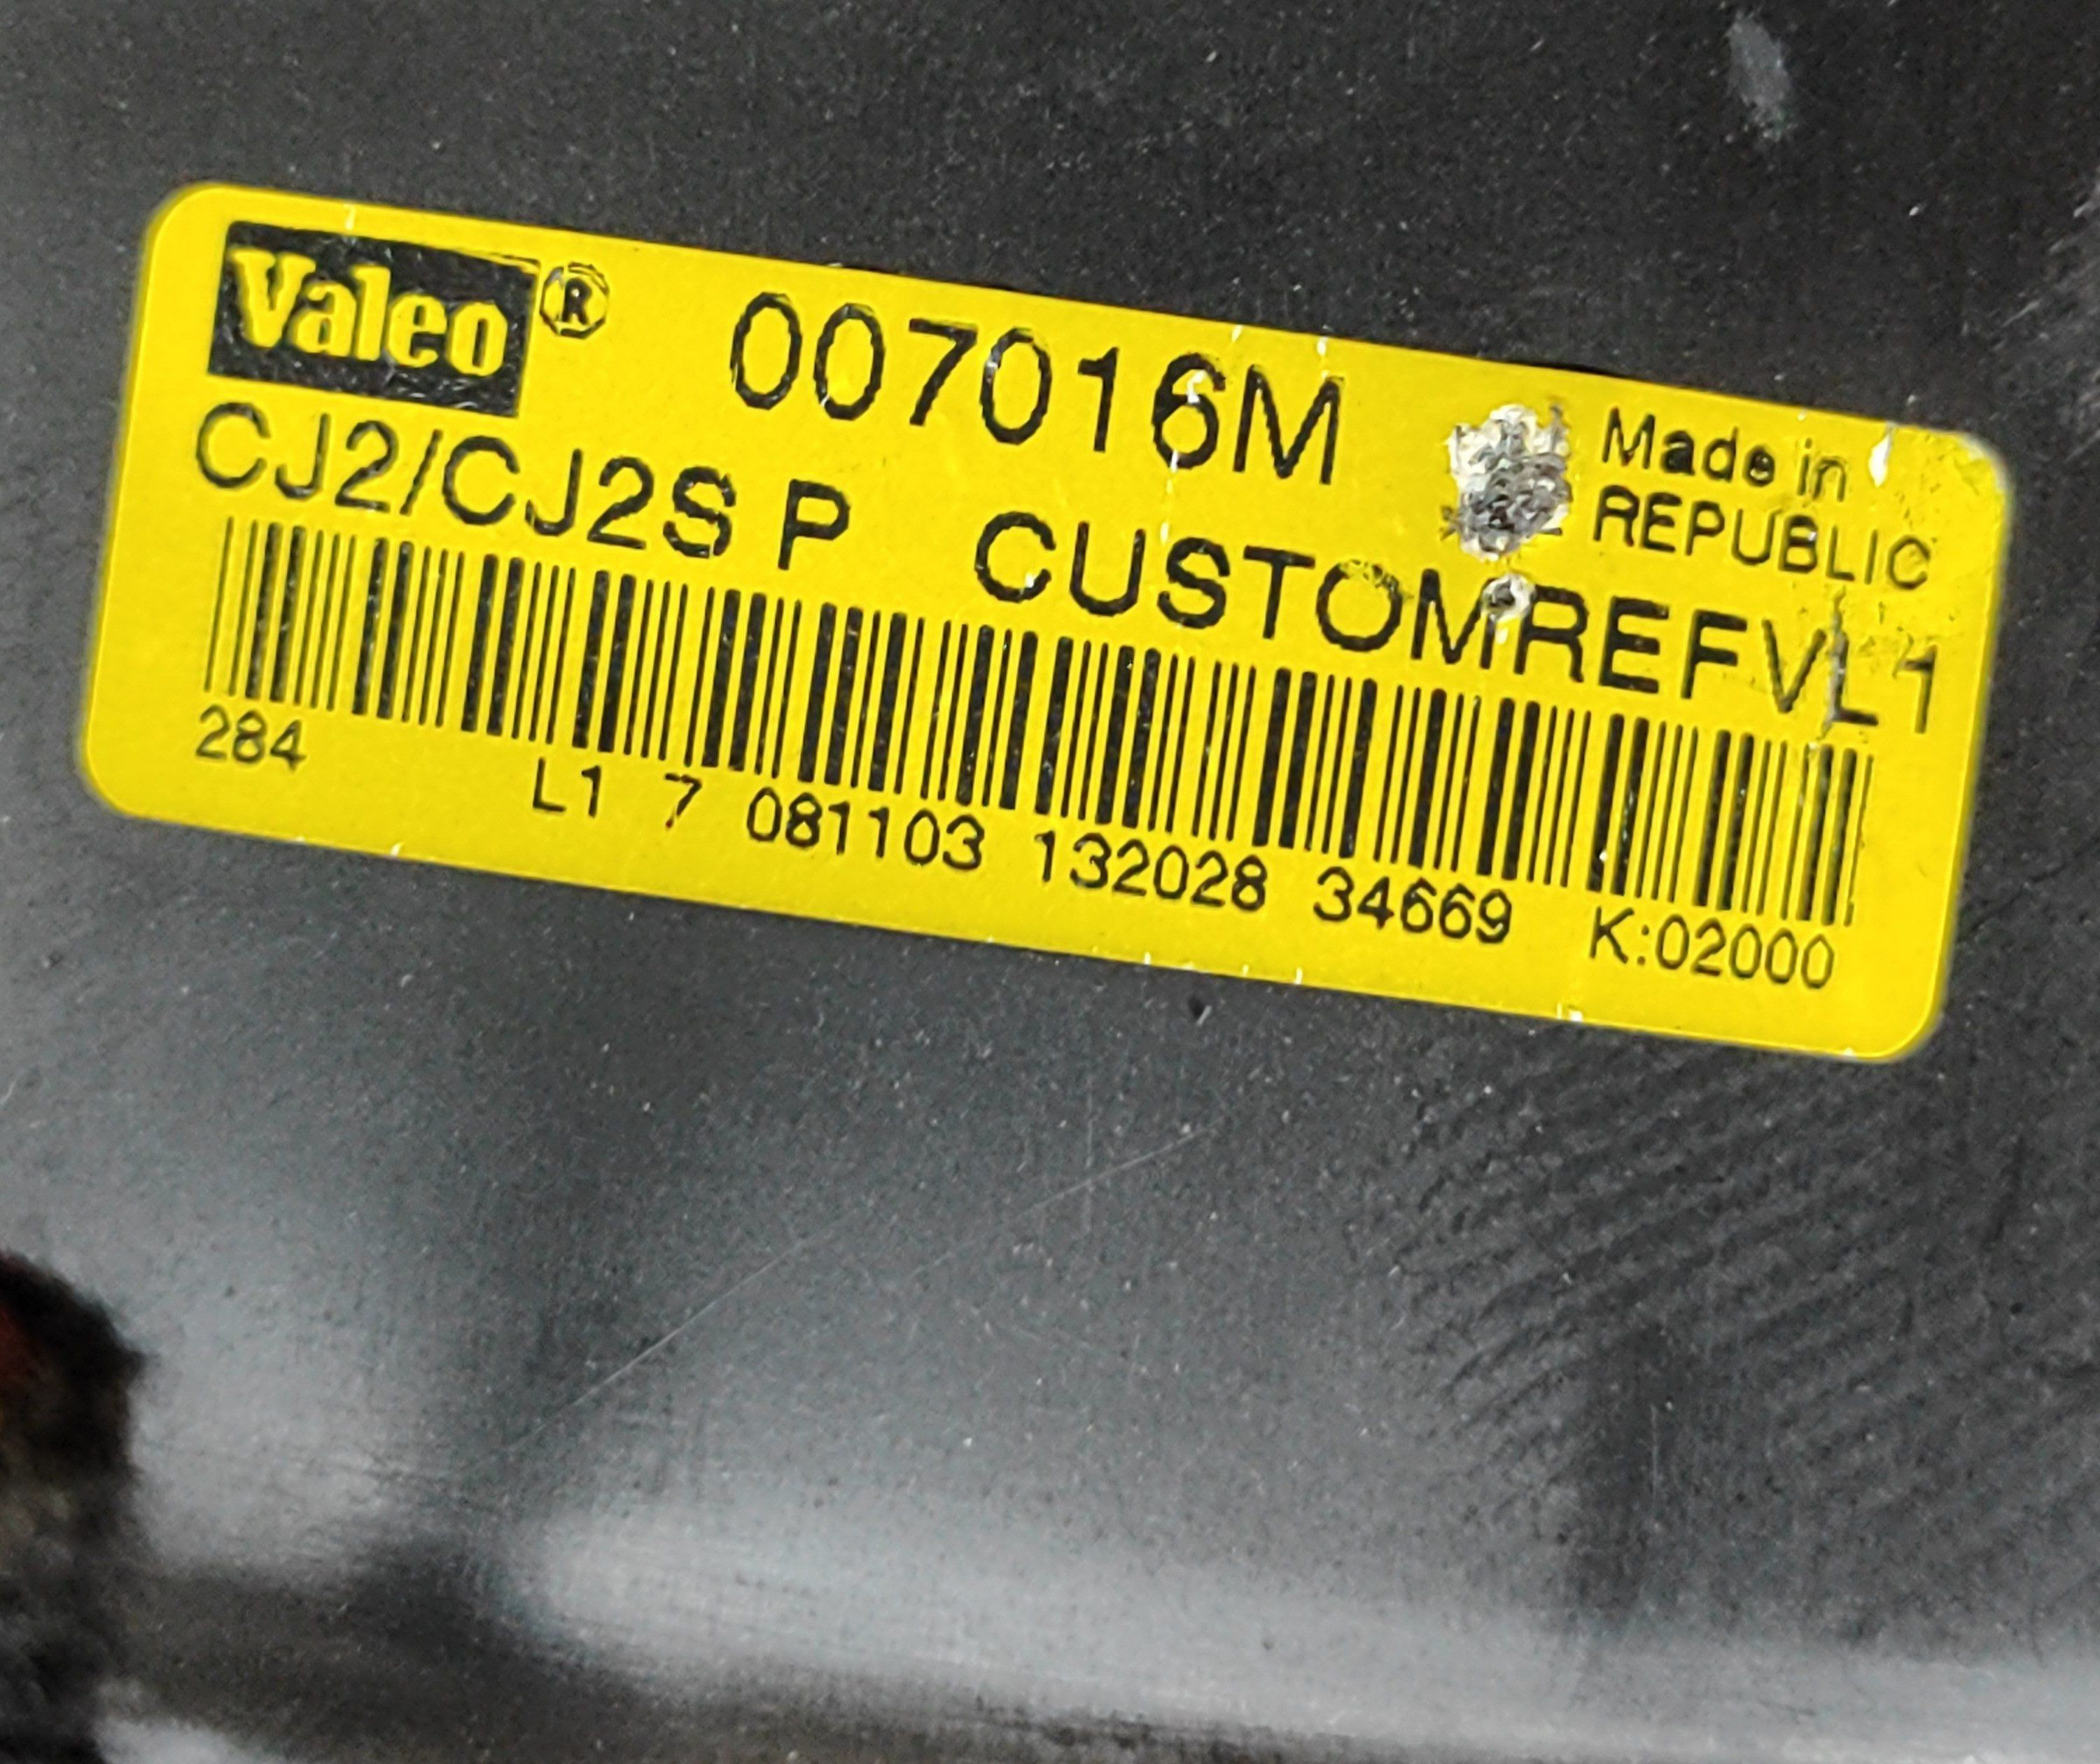 Valeo® 007016M
Made in
REPUBLIC
CJ2/CJ2S P CUSTOMREFVL1
284 L1 7 081103 132028 34669 K:02000